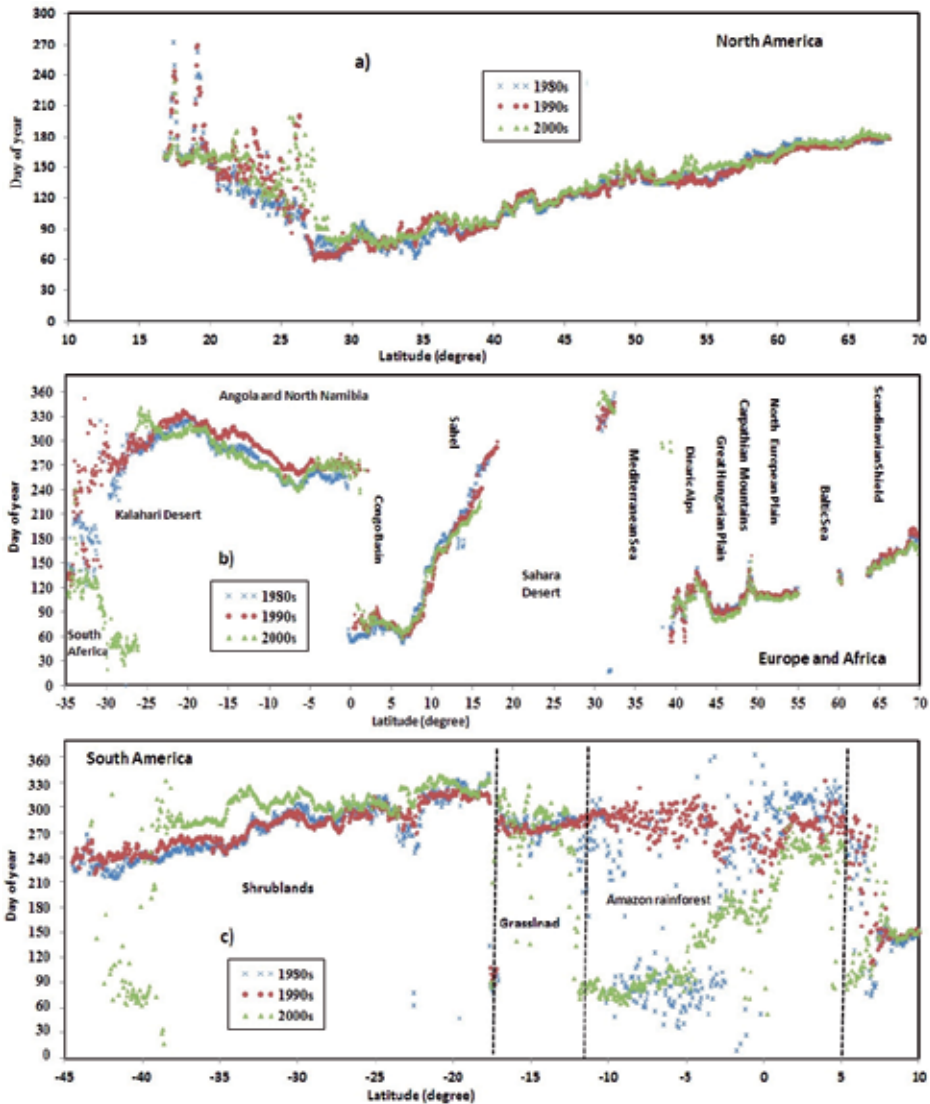 300
270
240
210
180
150
120
90
60
30
0
Day of year
North America
a)
1980s
1990s
2000s
10 15 20 25 30 35 40 45 50 55 60 65 70
Latitude (degree)
360
330
300
270
240
210
180
150
120
90
60
30
0
Day of year
Angola and North Namibia
Kalahari Desert
South
Aferica
b)
1980s
1990s
2000s
Congo Basin
Sahel
Sahara
Desert
Mediterranean Sea
Dinaric Alps
Great Hungarian Plain
Carpathian Mountains
North European Plain
Baltic Sea
Scandinavian Shield
Europe and Africa
-35 -30 -25 -20 -15 -10 -5 0 5 10 15 20 25 30 35 40 45 50 55 60 65 70
Latitude (degree)
360
330
300
270
240
210
180
150
120
90
60
30
0
Day of year
South America
Shrublands
c)
1980s
1990s
2000s
Grasslnad
Amazon rainforest
-45 -40 -35 -30 -25 -20 -15 -10 -5 0 5 10
Latitude (degree)